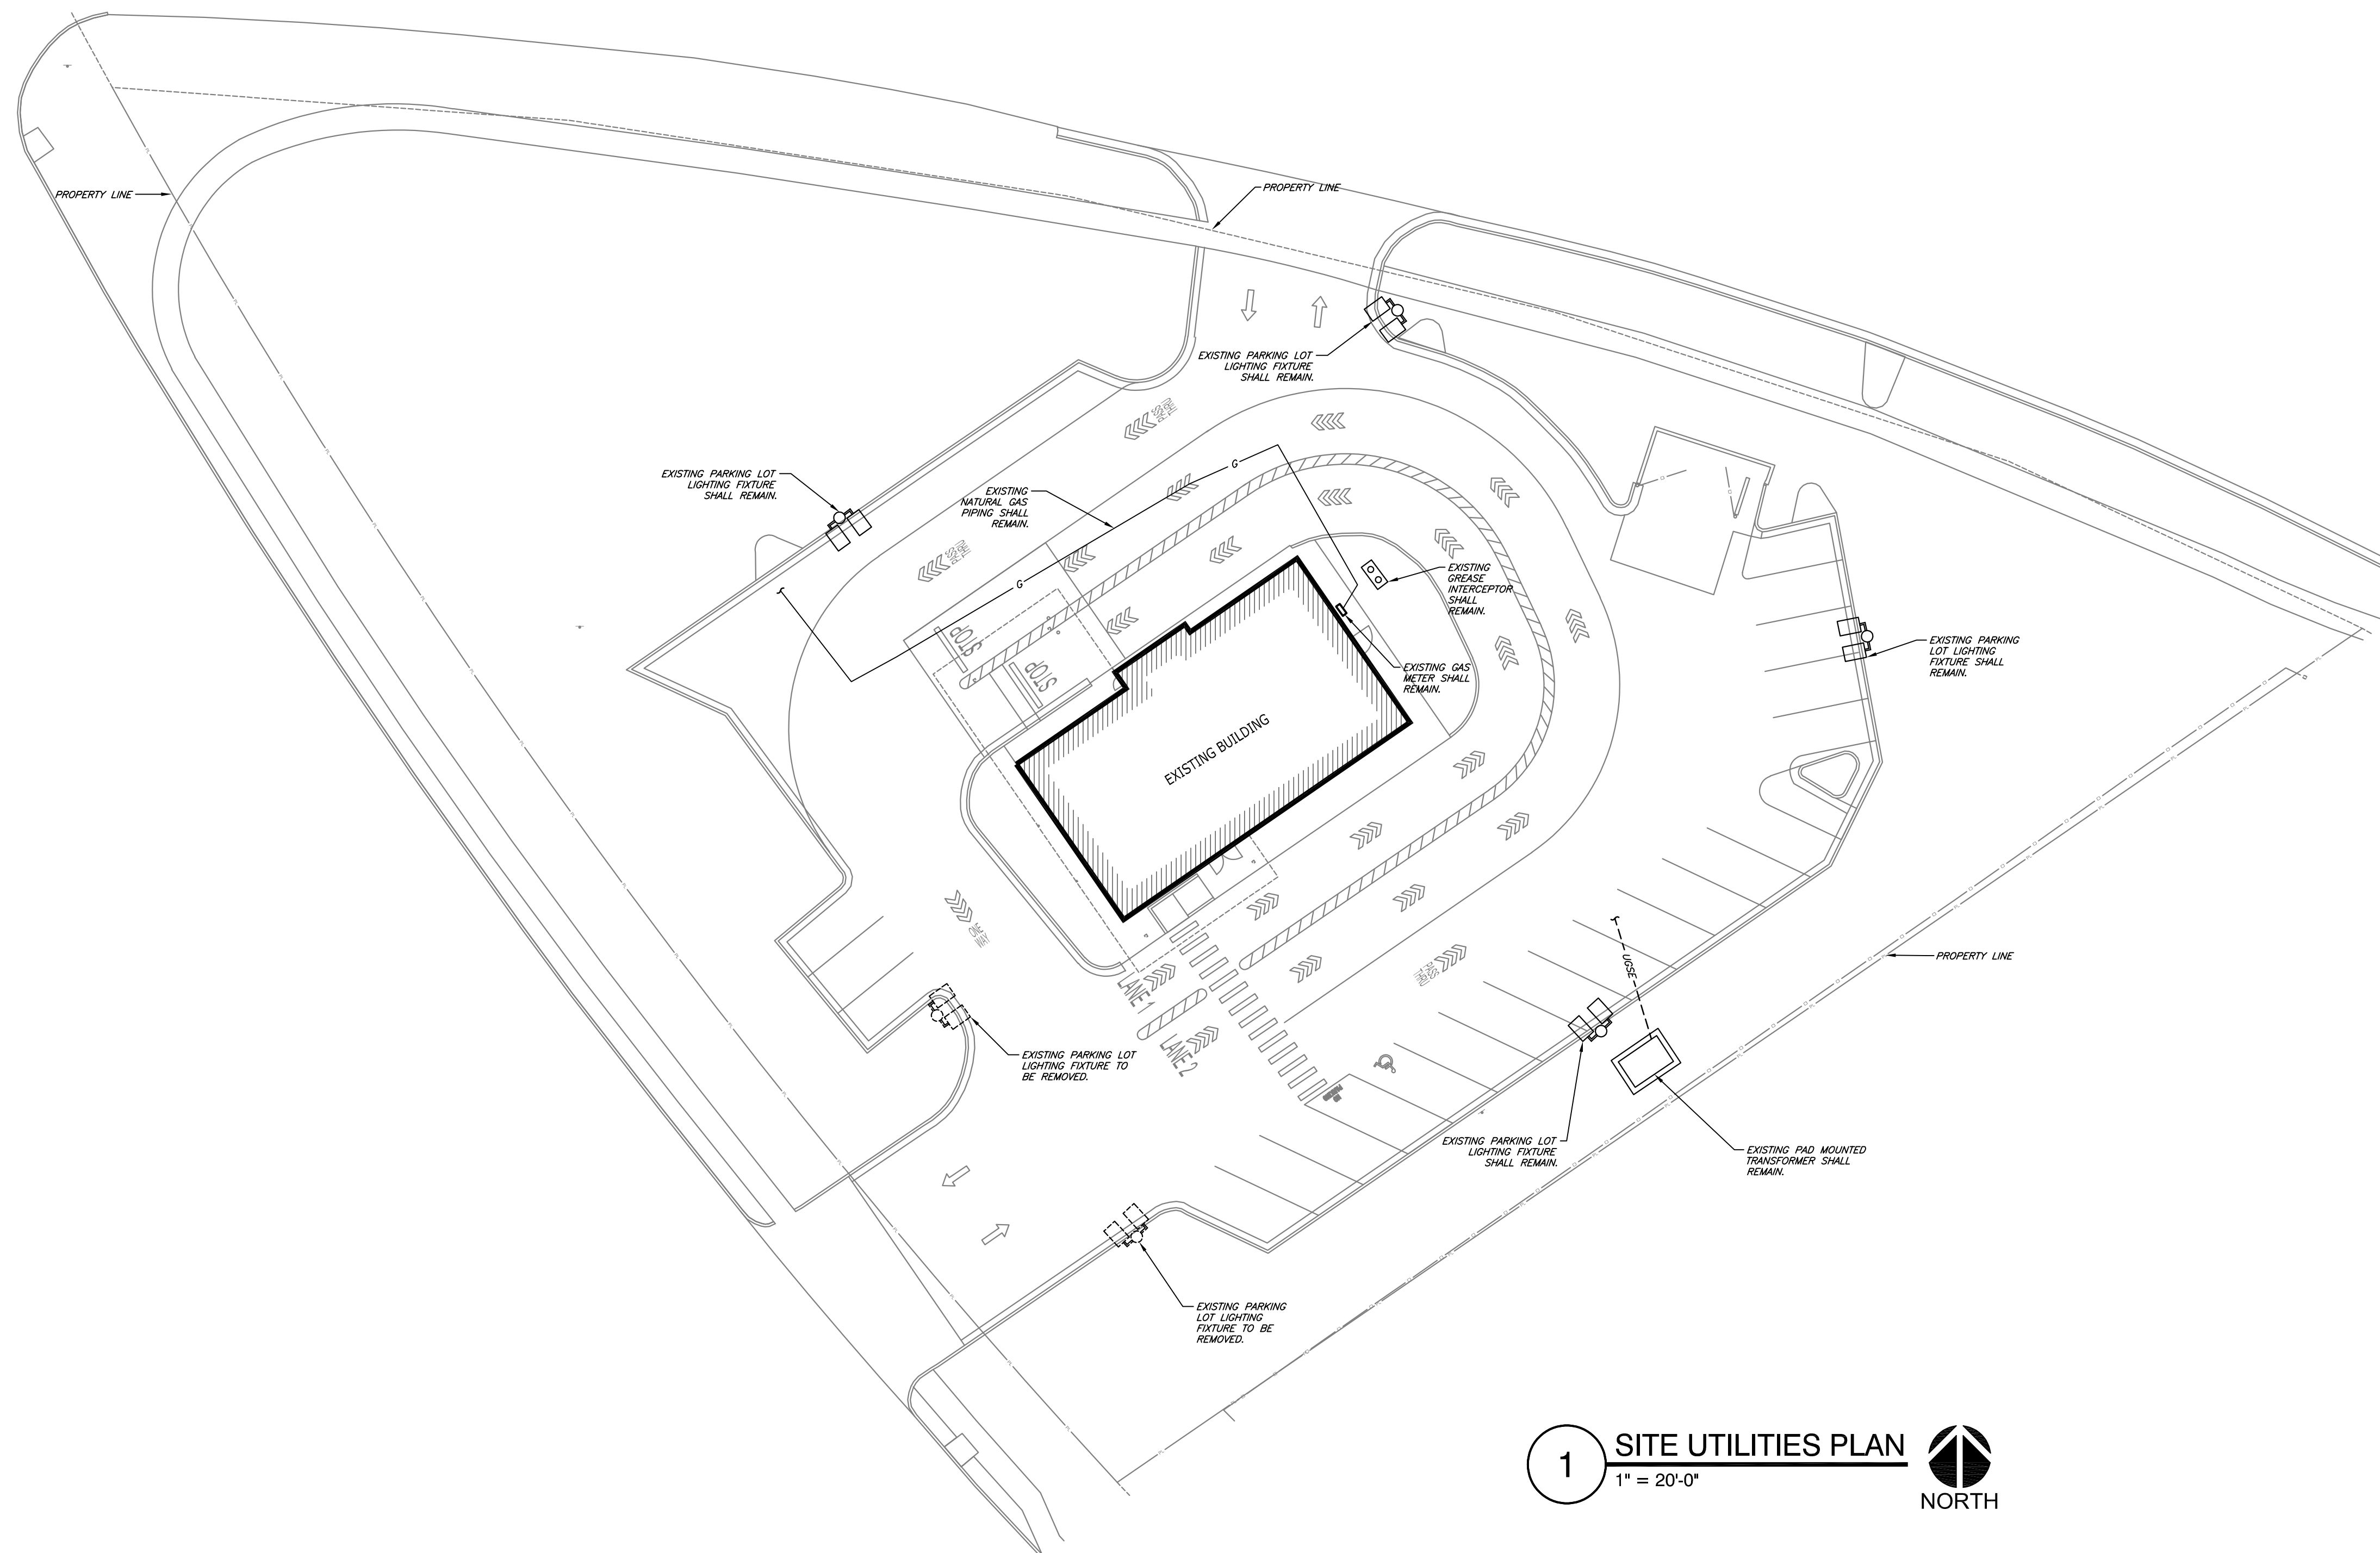 PROPERTY LINE
PROPERTY LINE
EXISTING PARKING LOT
LIGHTING FIXTURE
SHALL REMAIN.
EXISTING PARKING LOT
LIGHTING FIXTURE
SHALL REMAIN.
EXISTING
NATURAL GAS
PIPING SHALL
REMAIN.
G
G
EXISTING
GREASE
INTERCEPTOR
SHALL
REMAIN.
STOP
STOP
EXISTING GAS
METER SHALL
REMAIN.
EXISTING PARKING
LOT LIGHTING
FIXTURE SHALL
REMAIN.
EXISTING BUILDING
ONE
WAY
LANE 1
LANE 2
UGSE
PROPERTY LINE
EXISTING PARKING LOT
LIGHTING FIXTURE TO
BE REMOVED.
EXISTING PARKING LOT
LIGHTING FIXTURE
SHALL REMAIN.
EXISTING PAD MOUNTED
TRANSFORMER SHALL
REMAIN.
EXISTING PARKING
LOT LIGHTING
FIXTURE TO BE
REMOVED.
1
SITE UTILITIES PLAN
1" = 20'-0"
NORTH